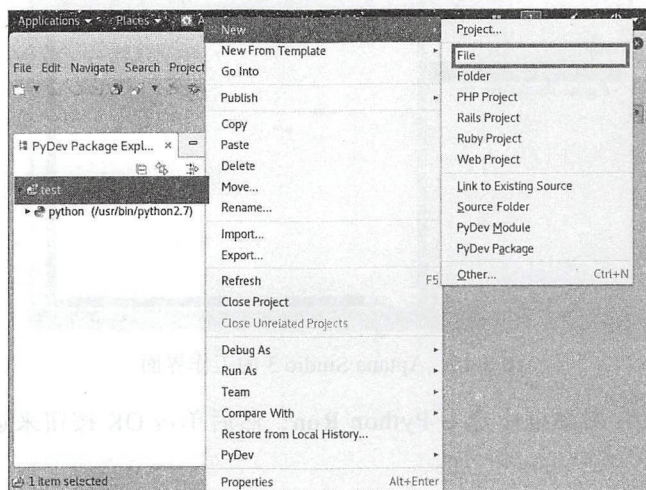 Applications Places
File Edit Navigate Search Project
PyDev Package Expl...
test
python (/usr/bin/python2.7)
1 item selected
New
New From Template
Go Into
Publish
Copy
Paste
Delete
Move...
Rename...
Import...
Export...
Refresh F5
Close Project
Close Unrelated Projects
Debug As
Run As
Team
Compare With
Restore from Local History...
PyDev
Properties Alt+Enter
Project...
File
Folder
PHP Project
Rails Project
Ruby Project
Web Project
Link to Existing Source
Source Folder
PyDev Module
PyDev Package
Other... Ctrl+N